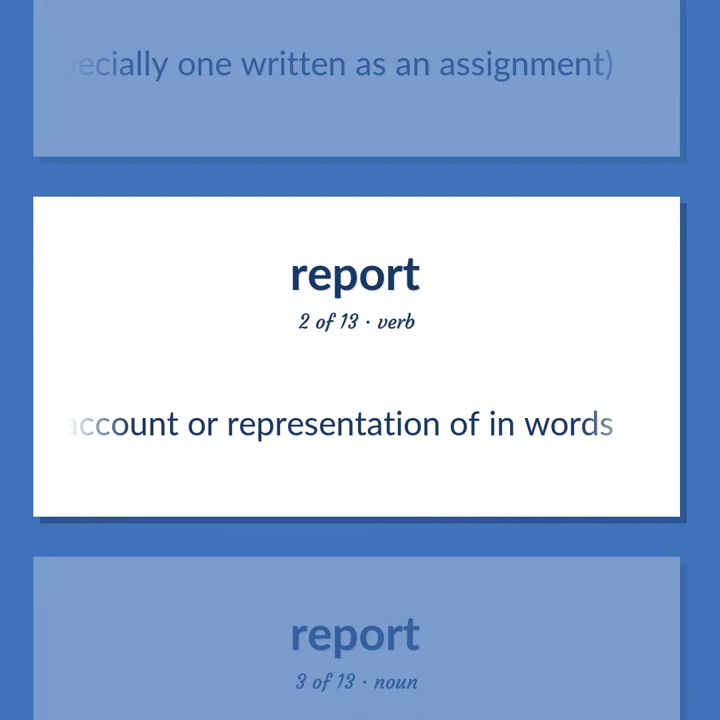 ecially one written as an assignment)
report
2 of 13 · verb
account or representation of in words
report
3 of 13 · noun